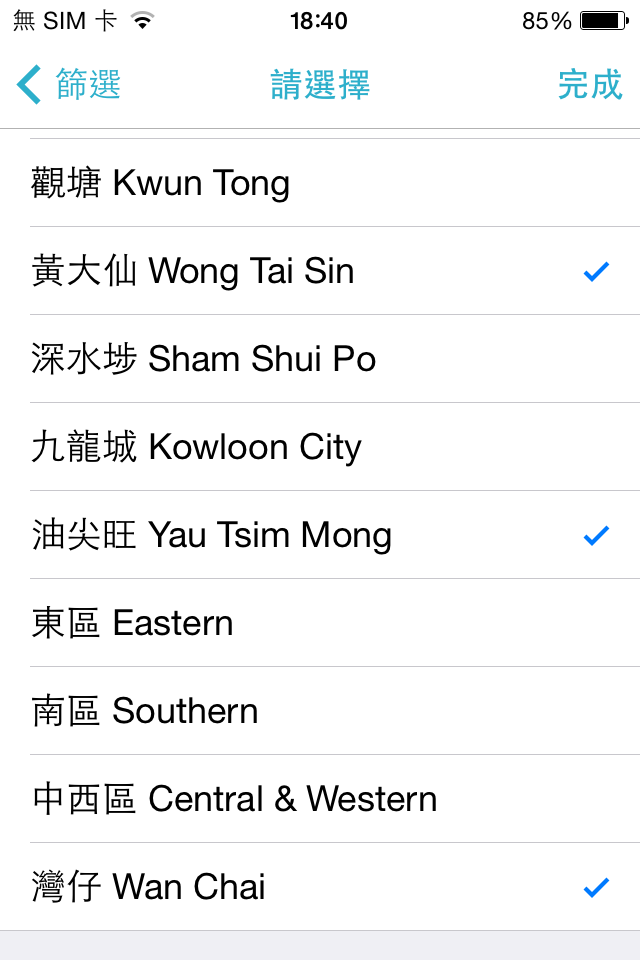 無 SIM 卡 18:40 85%
篩選 請選擇 完成
觀塘 Kwun Tong
黃大仙 Wong Tai Sin
深水埗 Sham Shui Po
九龍城 Kowloon City
油尖旺 Yau Tsim Mong
東區 Eastern
南區 Southern
中西區 Central & Western
灣仔 Wan Chai